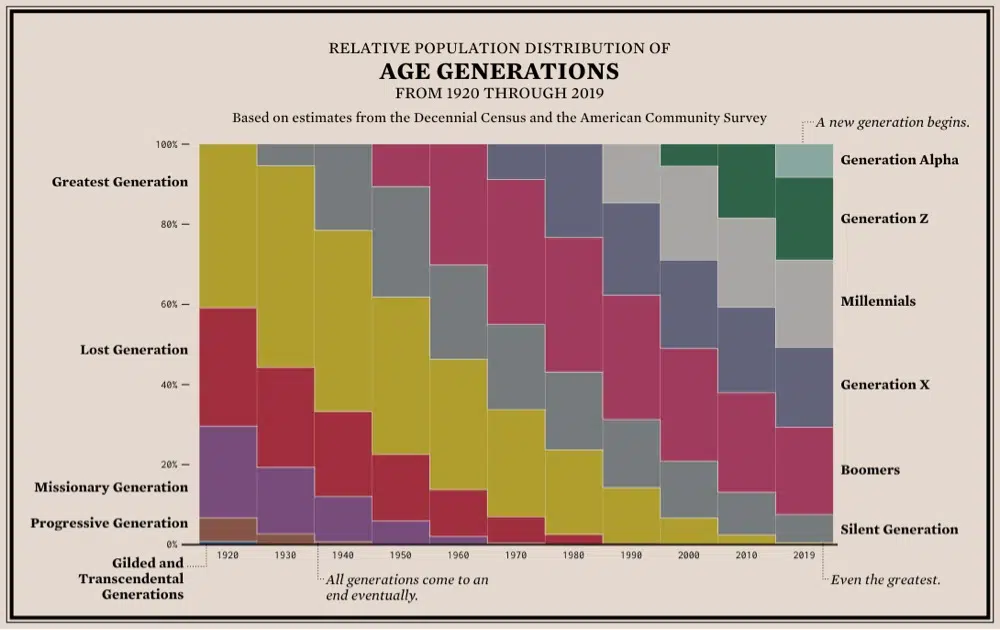 RELATIVE POPULATION DISTRIBUTION OF
AGE GENERATIONS
FROM 1920 THROUGH 2019
Based on estimates from the Decennial Census and the American Community Survey
A new generation begins.
100%
80%
60%
40%
20%
0%
Greatest Generation
Lost Generation
Missionary Generation
Progressive Generation
Gilded and
Transcendental
Generations
Generation Alpha
Generation Z
Millennials
Generation X
Boomers
Silent Generation
1920 1930 1940 1950 1960 1970 1980 1990 2000 2010 2019
All generations come to an
end eventually.
Even the greatest.